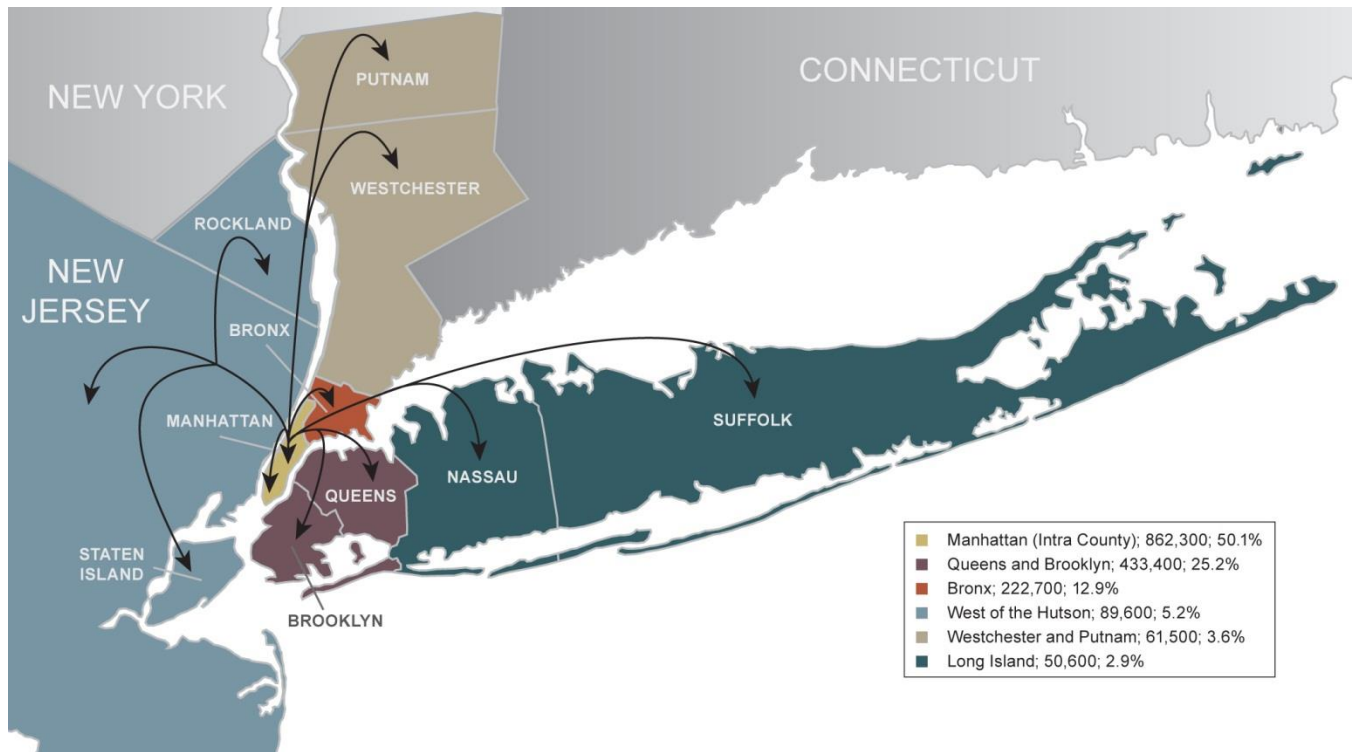 NEW YORK
PUTNAM
CONNECTICUT
WESTCHESTER
ROCKLAND
NEW
JERSEY
BRONX
MANHATTAN
SUFFOLK
QUEENS
NASSAU
STATEN
ISLAND
BROOKLYN
Manhattan (Intra County); 862,300; 50.1%
Queens and Brooklyn; 433,400; 25.2%
Bronx; 222,700; 12.9%
West of the Hutson; 89,600; 5.2%
Westchester and Putnam; 61,500; 3.6%
Long Island; 50,600; 2.9%